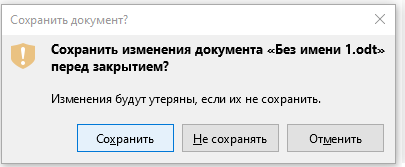 Сохранить документ?
Сохранить изменения документа «Без имени 1.odt»
перед закрытием?
Изменения будут утеряны, если их не сохранить.
Сохранить
Не сохранять
Отменить